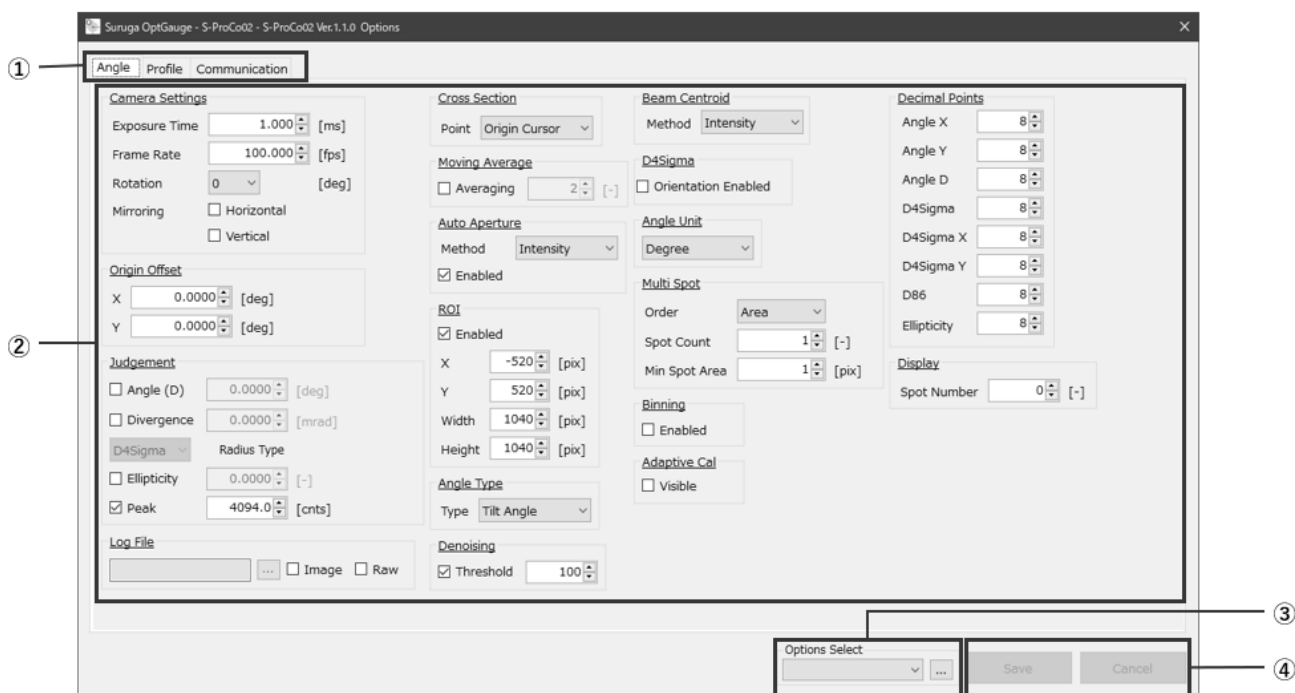 Suruga OptGauge - S-ProCo02 - S-ProCo02 Ver.1.1.0 Options
①
Angle Profile Communication
②
Camera Settings
Exposure Time 1.000 [ms]
Frame Rate 100.000 [fps]
Rotation 0 [deg]
Mirroring Horizontal
Vertical
Origin Offset
X 0.0000 [deg]
Y 0.0000 [deg]
Judgement
Angle (D) 0.0000 [deg]
Divergence 0.0000 [mrad]
D4Sigma Radius Type
Ellipticity 0.0000 [-]
Peak 4094.0 [cnts]
Log File
... Image Raw
Cross Section
Point Origin Cursor
Moving Average
Averaging 2 [-]
Auto Aperture
Method Intensity
Enabled
ROI
Enabled
X -520 [pix]
Y 520 [pix]
Width 1040 [pix]
Height 1040 [pix]
Angle Type
Type Tilt Angle
Denoising
Threshold 100
Beam Centroid
Method Intensity
D4Sigma
Orientation Enabled
Angle Unit
Degree
Multi Spot
Order Area
Spot Count 1 [-]
Min Spot Area 1 [pix]
Binning
Enabled
Adaptive Cal
Visible
Decimal Points
Angle X 8
Angle Y 8
Angle D 8
D4Sigma 8
D4Sigma X 8
D4Sigma Y 8
D86 8
Ellipticity 8
Display
Spot Number 0 [-]
③
Options Select
...
Save Cancel
④